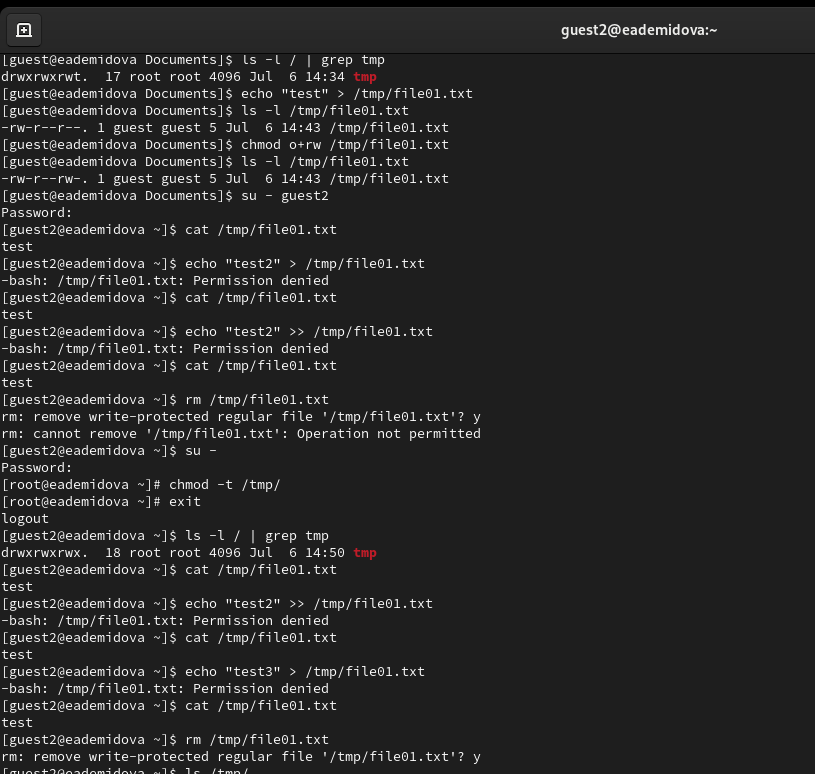 guest2@eademidova:~
[guest@eademidova Documents]$ ls -l / | grep tmp
drwxrwxrwt.  17 root root 4096 Jul  6 14:34 tmp
[guest@eademidova Documents]$ echo "test" > /tmp/file01.txt
[guest@eademidova Documents]$ ls -l /tmp/file01.txt
-rw-r--r--. 1 guest guest 5 Jul  6 14:43 /tmp/file01.txt
[guest@eademidova Documents]$ chmod o+rw /tmp/file01.txt
[guest@eademidova Documents]$ ls -l /tmp/file01.txt
-rw-r--rw-. 1 guest guest 5 Jul  6 14:43 /tmp/file01.txt
[guest@eademidova Documents]$ su - guest2
Password:
[guest2@eademidova ~]$ cat /tmp/file01.txt
test
[guest2@eademidova ~]$ echo "test2" > /tmp/file01.txt
-bash: /tmp/file01.txt: Permission denied
[guest2@eademidova ~]$ cat /tmp/file01.txt
test
[guest2@eademidova ~]$ echo "test2" >> /tmp/file01.txt
-bash: /tmp/file01.txt: Permission denied
[guest2@eademidova ~]$ cat /tmp/file01.txt
test
[guest2@eademidova ~]$ rm /tmp/file01.txt
rm: remove write-protected regular file '/tmp/file01.txt'? y
rm: cannot remove '/tmp/file01.txt': Operation not permitted
[guest2@eademidova ~]$ su -
Password:
[root@eademidova ~]# chmod -t /tmp/
[root@eademidova ~]# exit
logout
[guest2@eademidova ~]$ ls -l / | grep tmp
drwxrwxrwx.  18 root root 4096 Jul  6 14:50 tmp
[guest2@eademidova ~]$ cat /tmp/file01.txt
test
[guest2@eademidova ~]$ echo "test2" >> /tmp/file01.txt
-bash: /tmp/file01.txt: Permission denied
[guest2@eademidova ~]$ cat /tmp/file01.txt
test
[guest2@eademidova ~]$ echo "test3" > /tmp/file01.txt
-bash: /tmp/file01.txt: Permission denied
[guest2@eademidova ~]$ cat /tmp/file01.txt
test
[guest2@eademidova ~]$ rm /tmp/file01.txt
rm: remove write-protected regular file '/tmp/file01.txt'? y
[guest2@eademidova ~]$ ls /tmp/